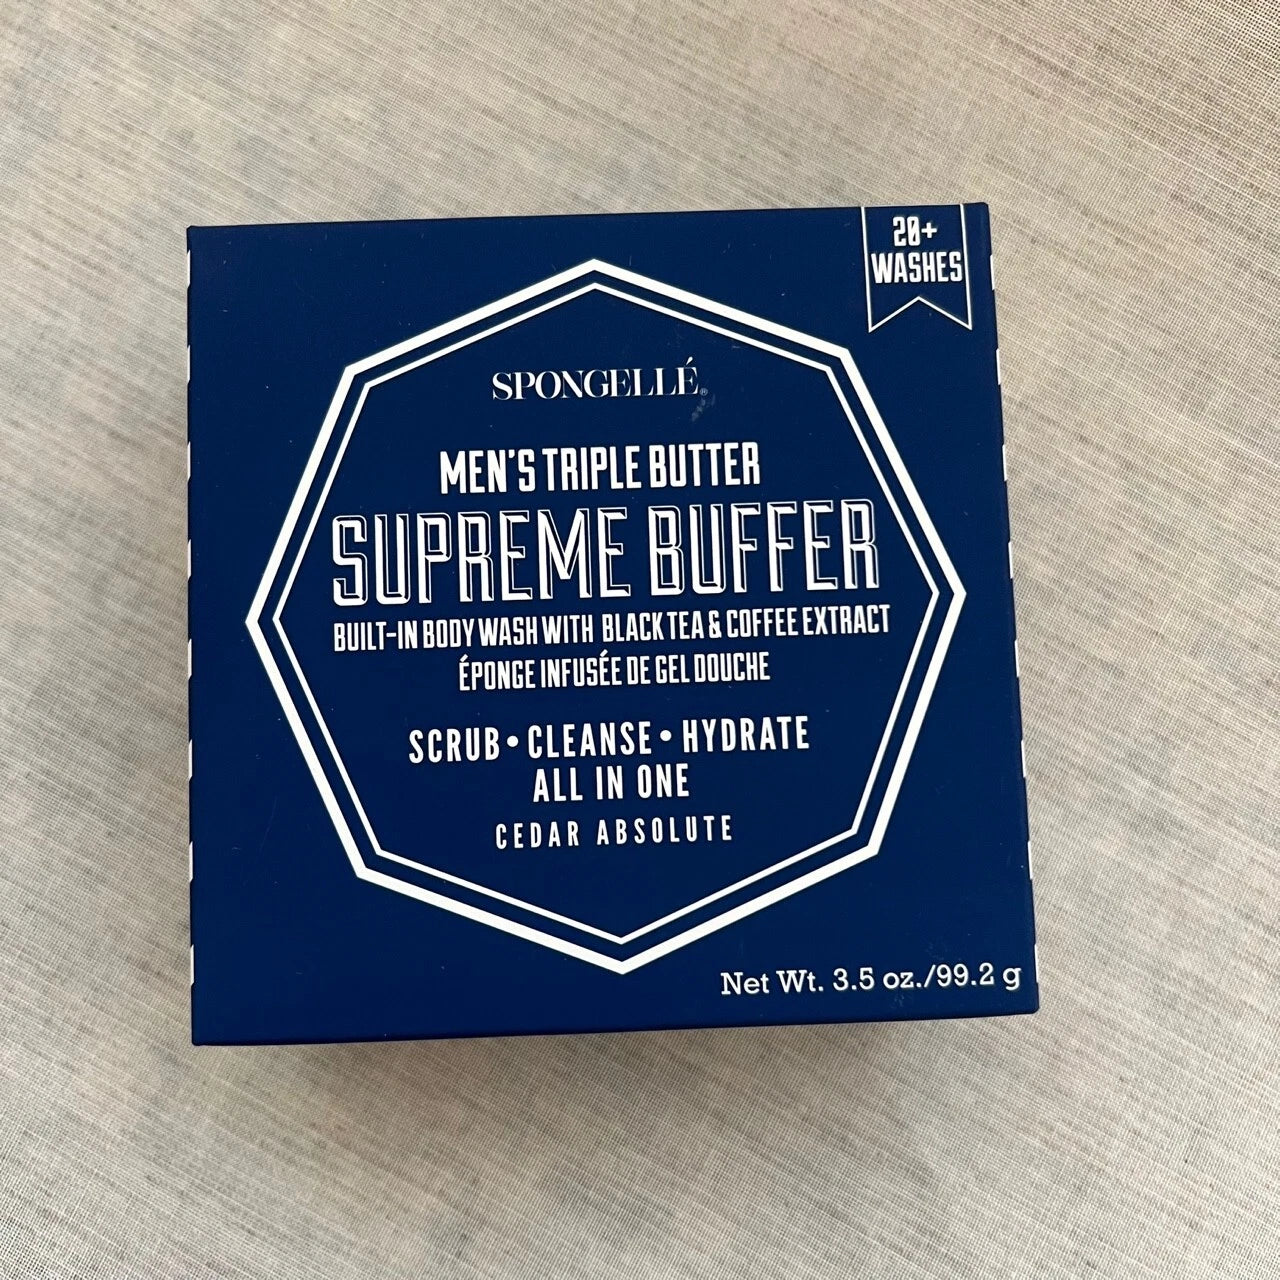 20+
WASHES
SPONGELLÉ®
MEN'S TRIPLE BUTTER
SUPREME BUFFER
BUILT-IN BODY WASH WITH BLACK TEA & COFFEE EXTRACT
ÉPONGE INFUSÉE DE GEL DOUCHE
SCRUB • CLEANSE • HYDRATE
ALL IN ONE
CEDAR ABSOLUTE
Net Wt. 3.5 oz./99.2 g